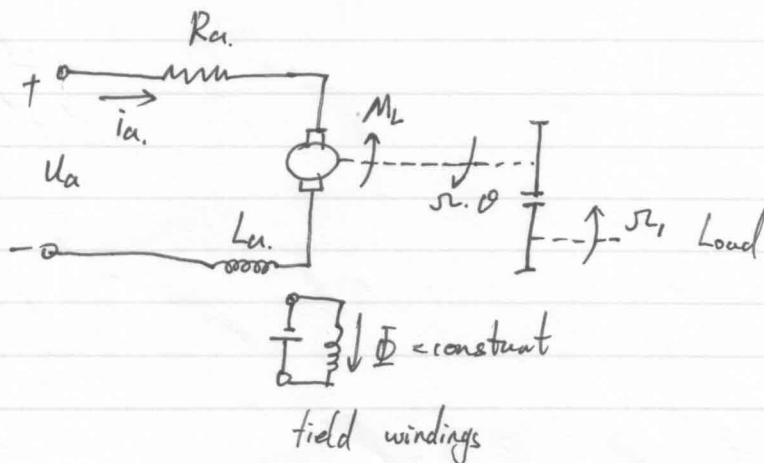 Ra.
+
ia.
ML
Ua
Ω.θ
Ω1
Load
La.
-
Φ = constant
field windings